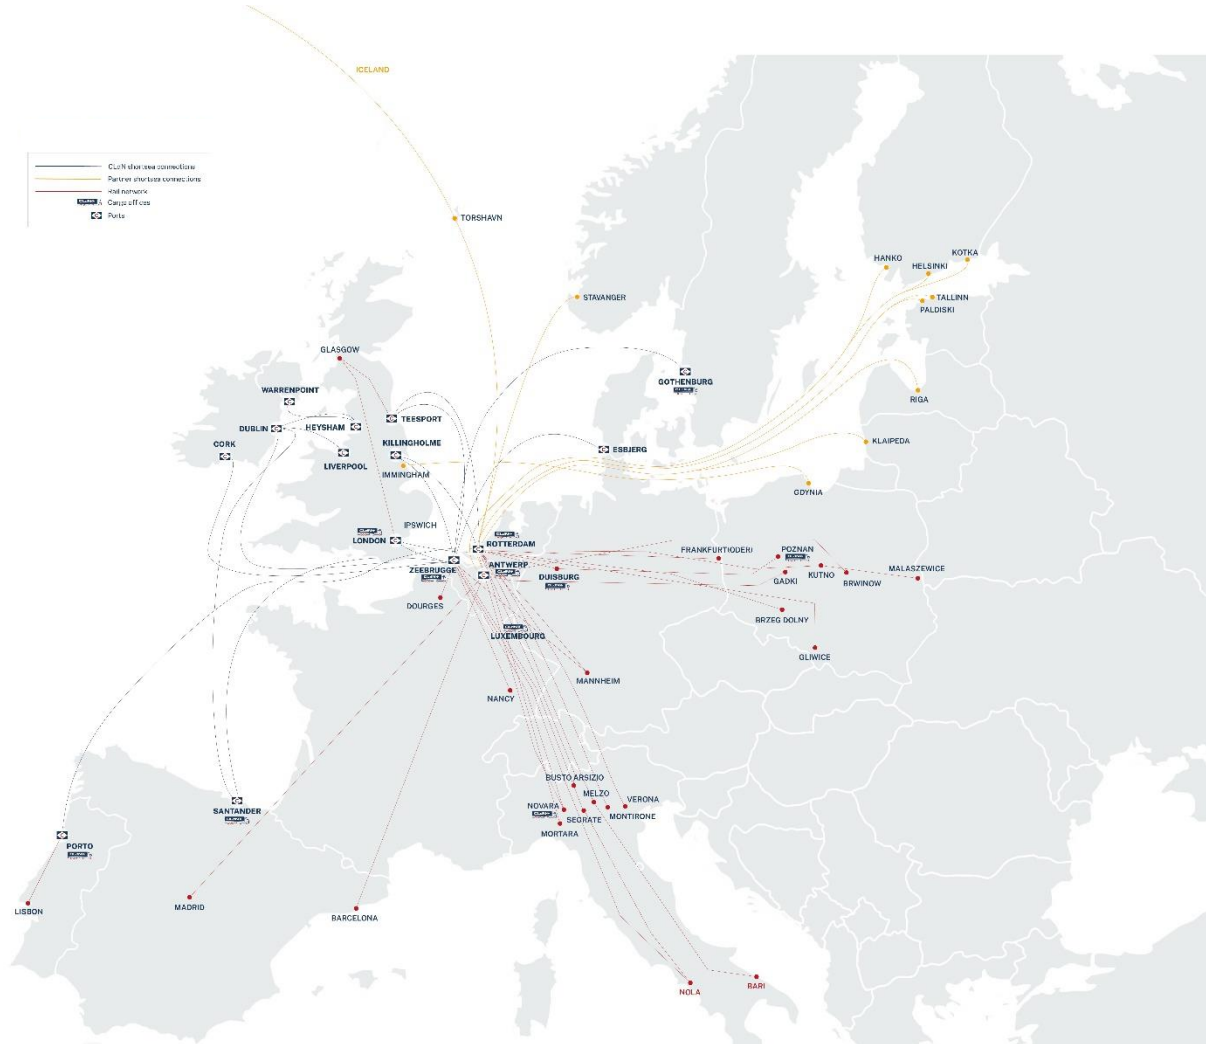 ICELAND
CLdN shortsea connections
Partner shortsea connections
Rail network
Cargo offices
Ports
TORSHAVN
STAVANGER
HANKO
HELSINKI
KOTKA
TALLINN
PALDISKI
GLASGOW
GOTHENBURG
WARRENPOINT
RIGA
DUBLIN
HEYSHAM
TEESPORT
CORK
KILLINGHOLME
KLAIPEDA
ESBJERG
LIVERPOOL
IMMINGHAM
GDYNIA
IPSWICH
LONDON
ROTTERDAM
FRANKFURT(ODER)
POZNAN
ZEEBRUGGE
ANTWERP
DUISBURG
GADKI
KUTNO
BRWINOW
MALASZEWICE
DOURGES
BRZEG DOLNY
LUXEMBOURG
GLIWICE
MANNHEIM
NANCY
BUSTO ARSIZIO
MELZO
NOVARA
VERONA
SANTANDER
SEGRATE
MONTIRONE
MORTARA
PORTO
LISBON
MADRID
BARCELONA
NOLA
BARI